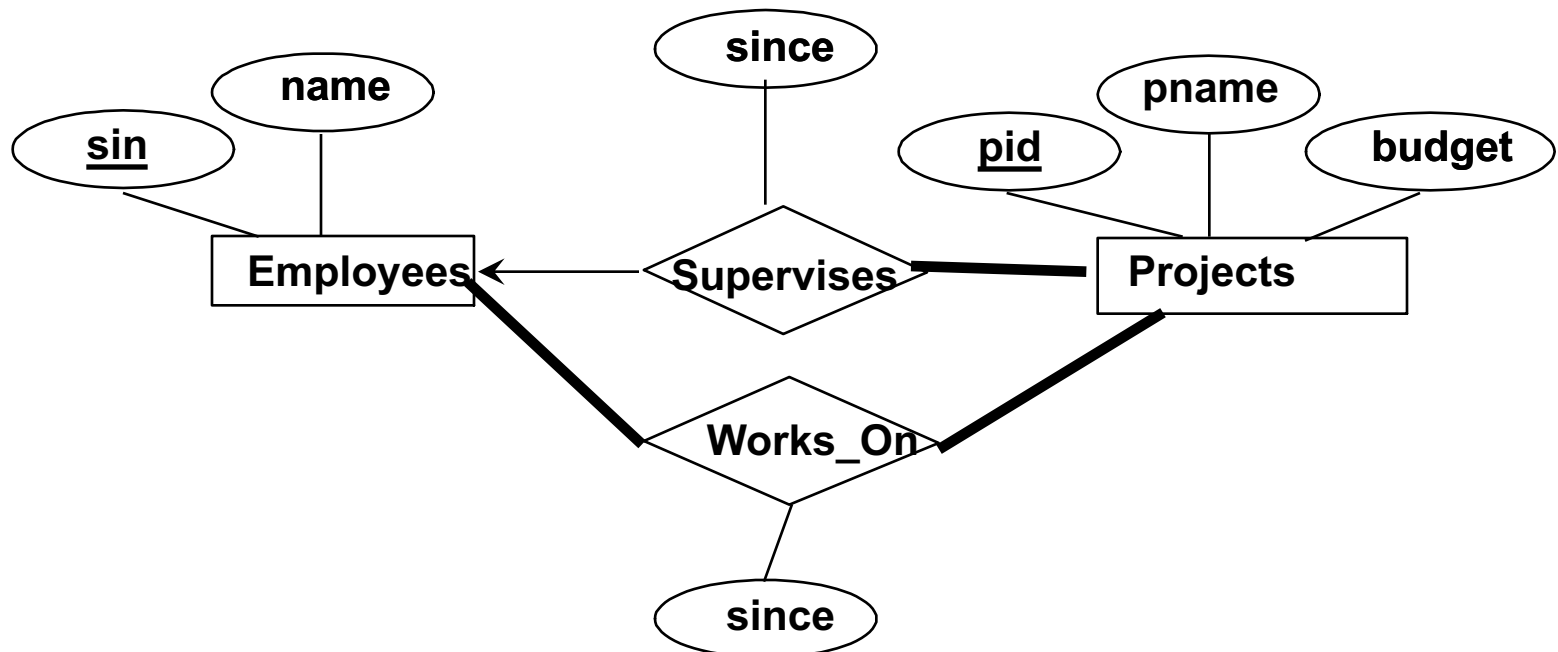 since
name
pname
sin
pid
budget
Employees
Supervises
Projects
Works_On
since